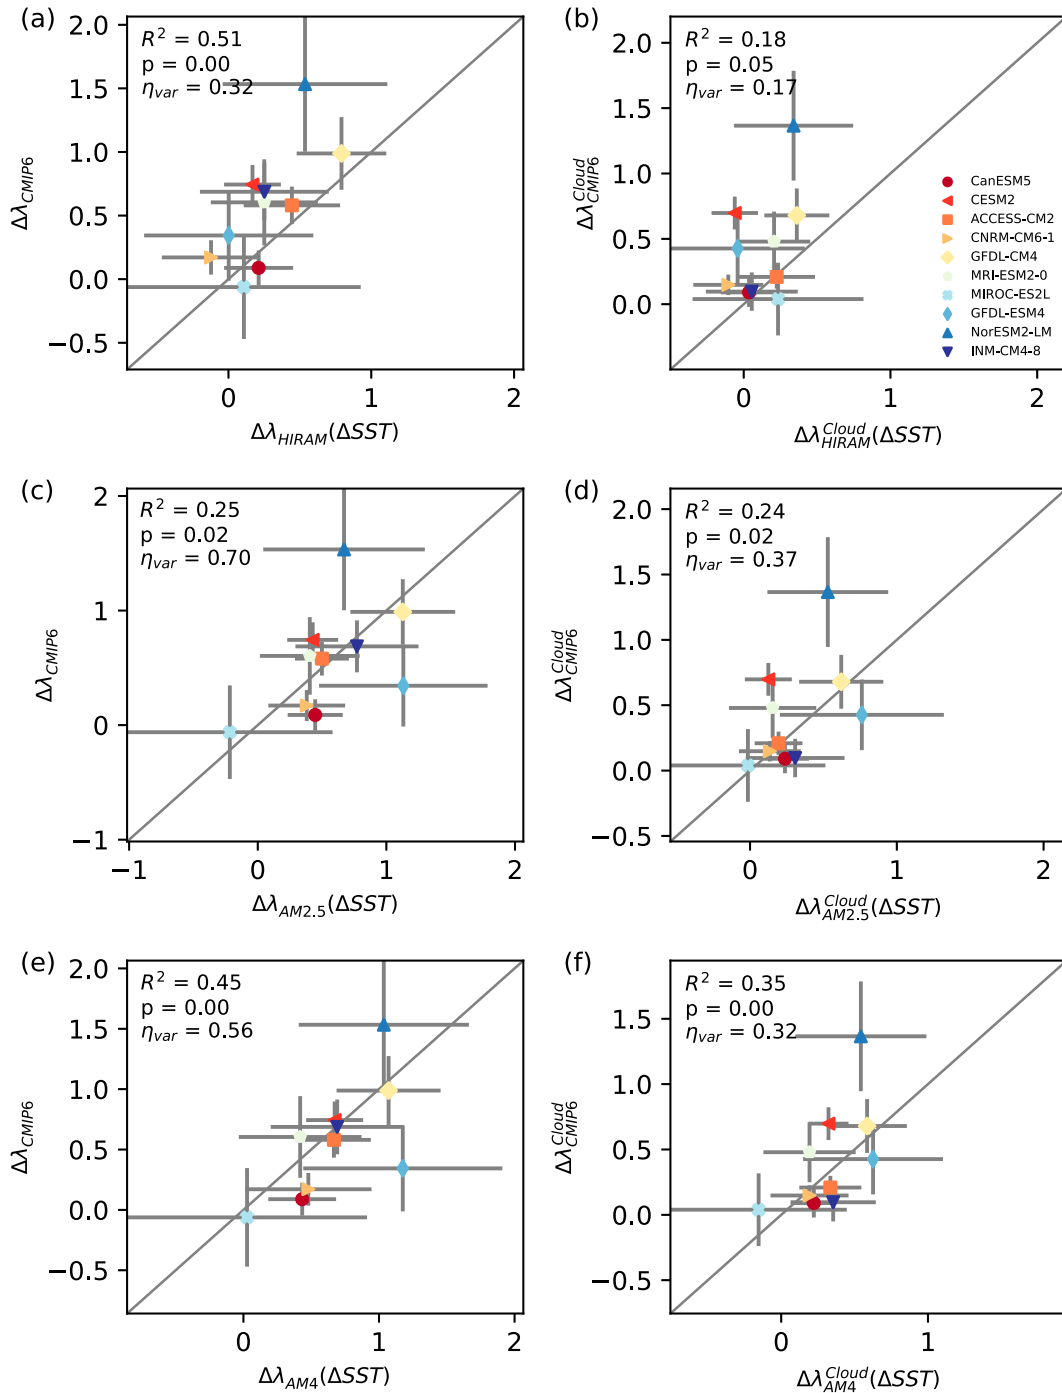 (a)
R² = 0.51
p = 0.00
η_var = 0.32
2.0
1.5
1.0
0.5
0.0
−0.5
0 1 2
Δλ_CMIP6
Δλ_HIRAM(ΔSST)
(b)
R² = 0.18
p = 0.05
η_var = 0.17
2.0
1.5
1.0
0.5
0.0
0 1 2
Δλ^Cloud_CMIP6
Δλ^Cloud_HIRAM(ΔSST)
CanESM5
CESM2
ACCESS-CM2
CNRM-CM6-1
GFDL-CM4
MRI-ESM2-0
MIROC-ES2L
GFDL-ESM4
NorESM2-LM
INM-CM4-8
(c)
R² = 0.25
p = 0.02
η_var = 0.70
2
1
0
−1
−1 0 1 2
Δλ_CMIP6
Δλ_AM2.5(ΔSST)
(d)
R² = 0.24
p = 0.02
η_var = 0.37
2.0
1.5
1.0
0.5
0.0
−0.5
0 1 2
Δλ^Cloud_CMIP6
Δλ^Cloud_AM2.5(ΔSST)
(e)
R² = 0.45
p = 0.00
η_var = 0.56
2.0
1.5
1.0
0.5
0.0
−0.5
0 1 2
Δλ_CMIP6
Δλ_AM4(ΔSST)
(f)
R² = 0.35
p = 0.00
η_var = 0.32
1.5
1.0
0.5
0.0
−0.5
0 1
Δλ^Cloud_CMIP6
Δλ^Cloud_AM4(ΔSST)